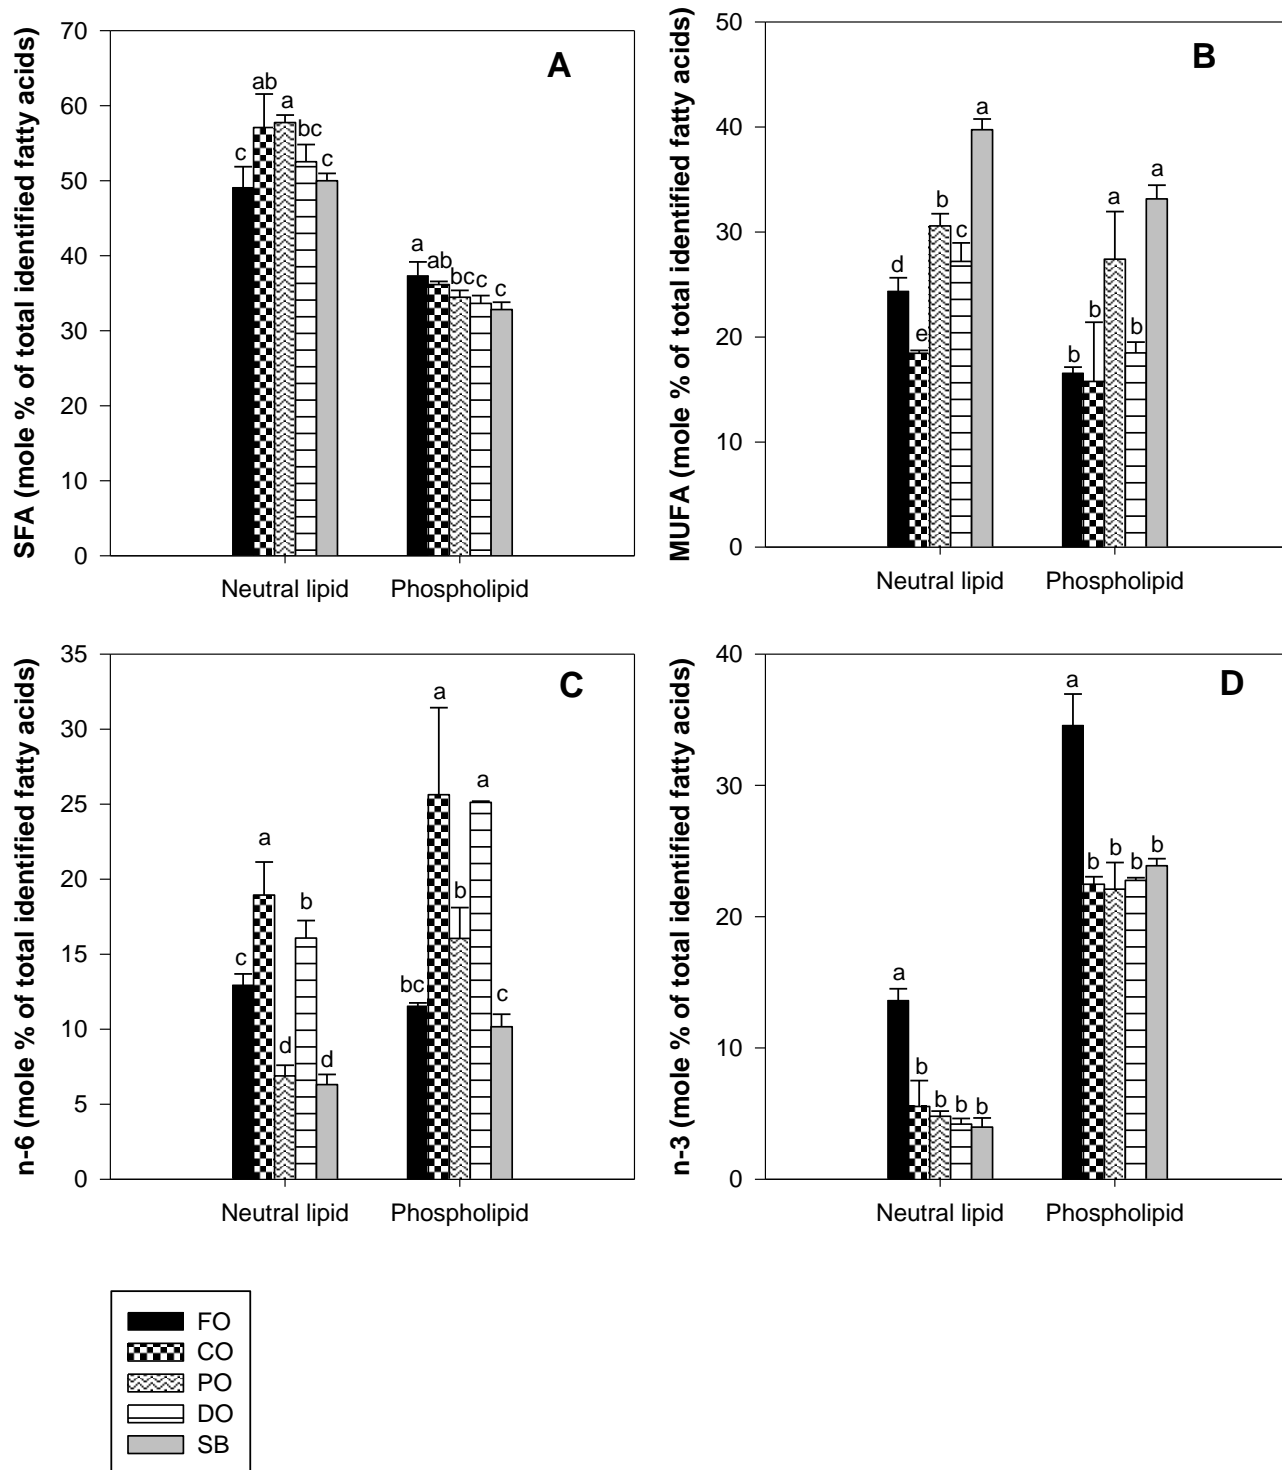 A
SFA (mole % of total identified fatty acids)
70
60
50
40
30
20
10
0
c
ab
a
bc
c
a
ab
bc
c
c
Neutral lipid
Phospholipid
B
MUFA (mole % of total identified fatty acids)
50
40
30
20
10
0
d
e
b
c
a
b
b
a
b
a
Neutral lipid
Phospholipid
C
n-6 (mole % of total identified fatty acids)
35
30
25
20
15
10
5
0
c
a
d
b
d
bc
a
b
a
c
Neutral lipid
Phospholipid
D
n-3 (mole % of total identified fatty acids)
40
30
20
10
0
a
b
b
b
b
a
b
b
b
b
Neutral lipid
Phospholipid
FO
CO
PO
DO
SB